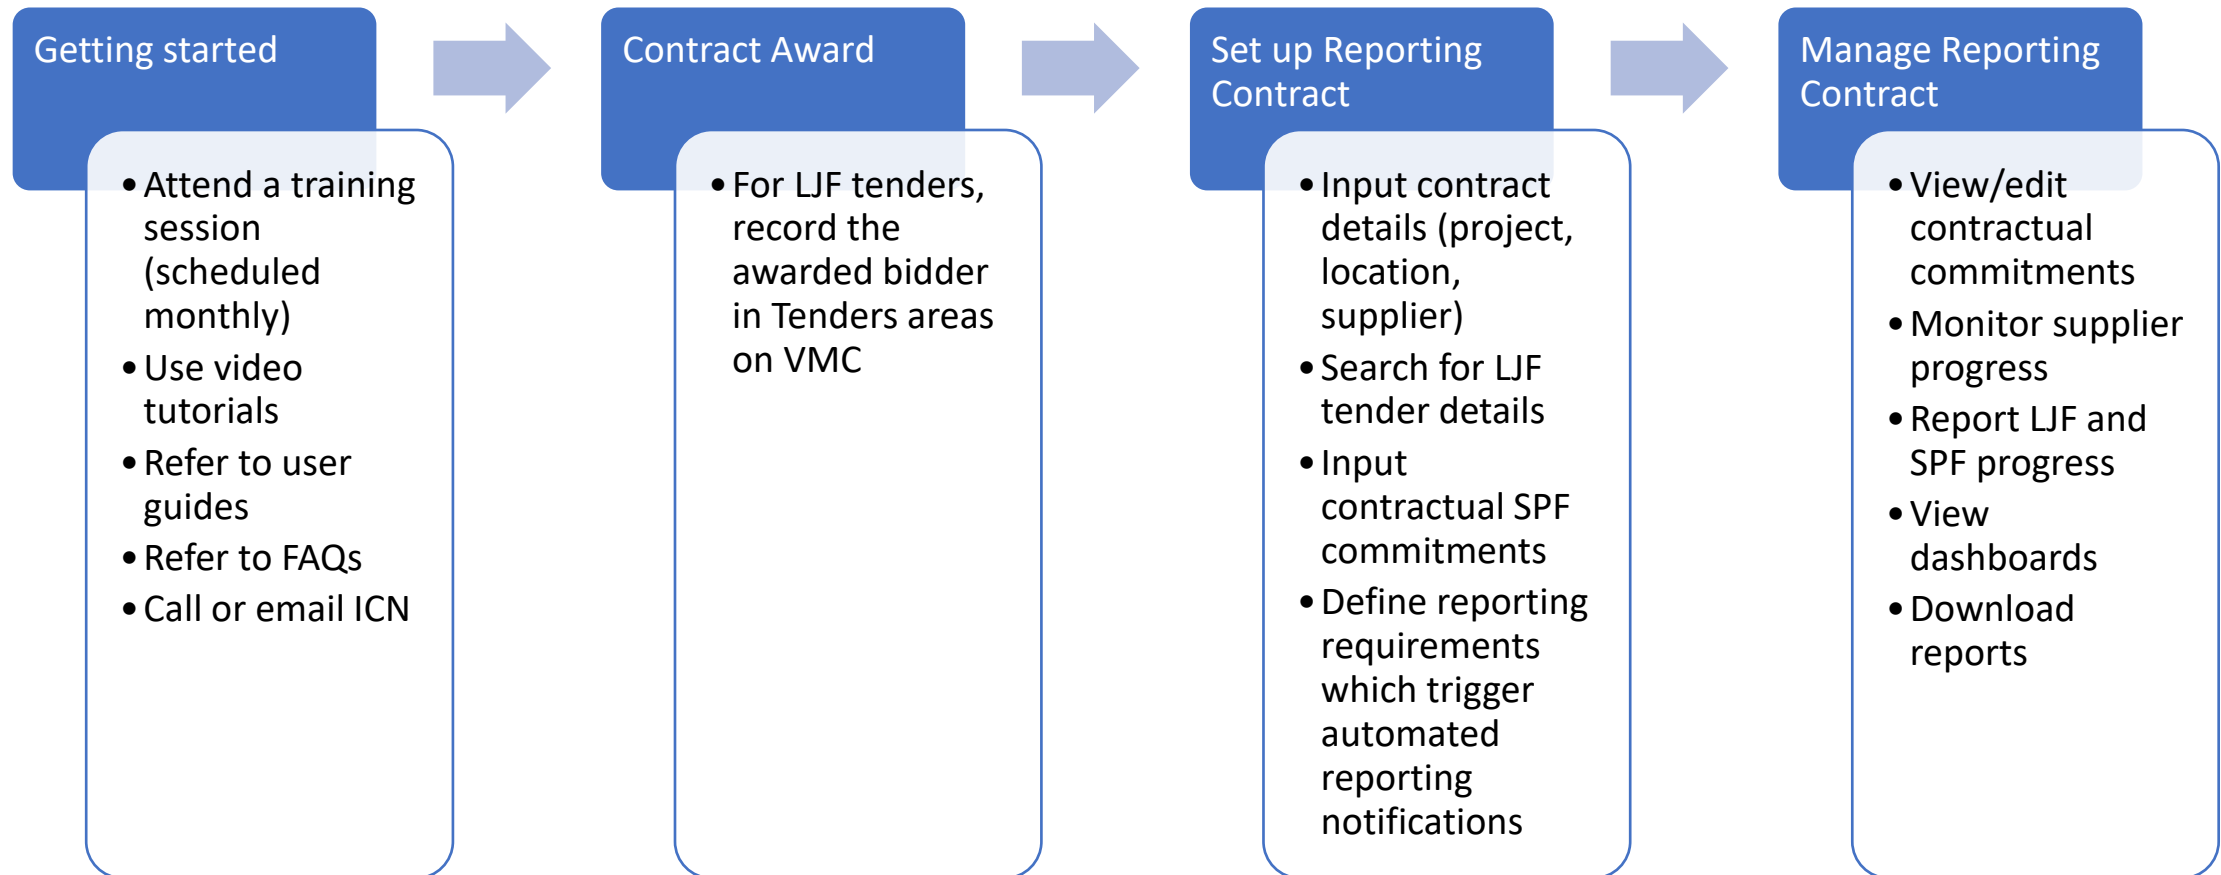 Getting started
• Attend a training
session
(scheduled
monthly)
• Use video
tutorials
• Refer to user
guides
• Refer to FAQs
• Call or email ICN
Contract Award
• For LJF tenders,
record the
awarded bidder
in Tenders areas
on VMC
Set up Reporting
Contract
• Input contract
details (project,
location,
supplier)
• Search for LJF
tender details
• Input
contractual SPF
commitments
• Define reporting
requirements
which trigger
automated
reporting
notifications
Manage Reporting
Contract
• View/edit
contractual
commitments
• Monitor supplier
progress
• Report LJF and
SPF progress
• View
dashboards
• Download
reports